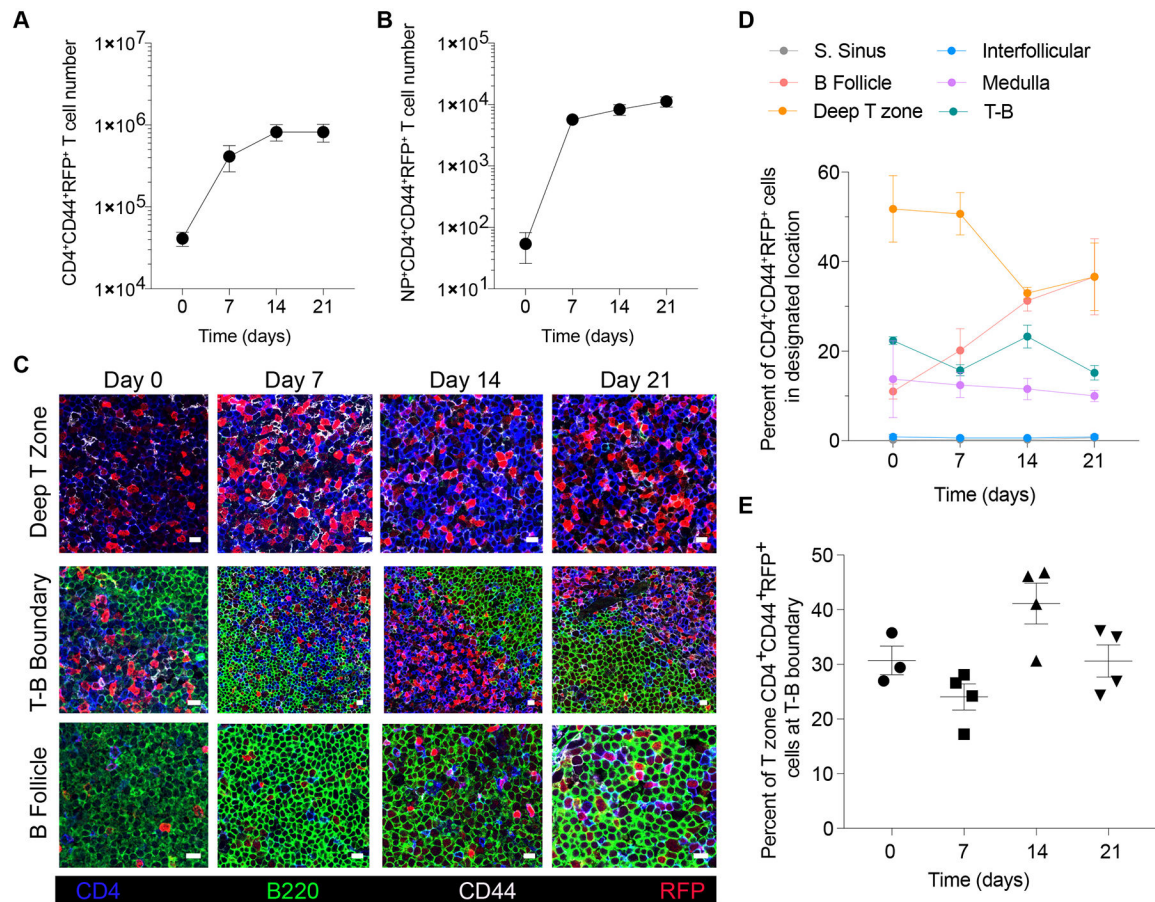 A
CD4⁺CD44⁺RFP⁺ T cell number
1×10⁷
1×10⁶
1×10⁵
1×10⁴
0 7 14 21
Time (days)
B
NP⁺CD4⁺CD44⁺RFP⁺ T cell number
1×10⁵
1×10⁴
1×10³
1×10²
1×10¹
0 7 14 21
Time (days)
C
Day 0 Day 7 Day 14 Day 21
Deep T Zone
T-B Boundary
B Follicle
CD4 B220 CD44 RFP
D
S. Sinus Interfollicular
B Follicle Medulla
Deep T zone T-B
Percent of CD4⁺CD44⁺RFP⁺ cells
in designated location
60
40
20
0
0 7 14 21
Time (days)
E
Percent of T zone CD4⁺CD44⁺RFP⁺
cells at T-B boundary
50
40
30
20
10
0
0 7 14 21
Time (days)